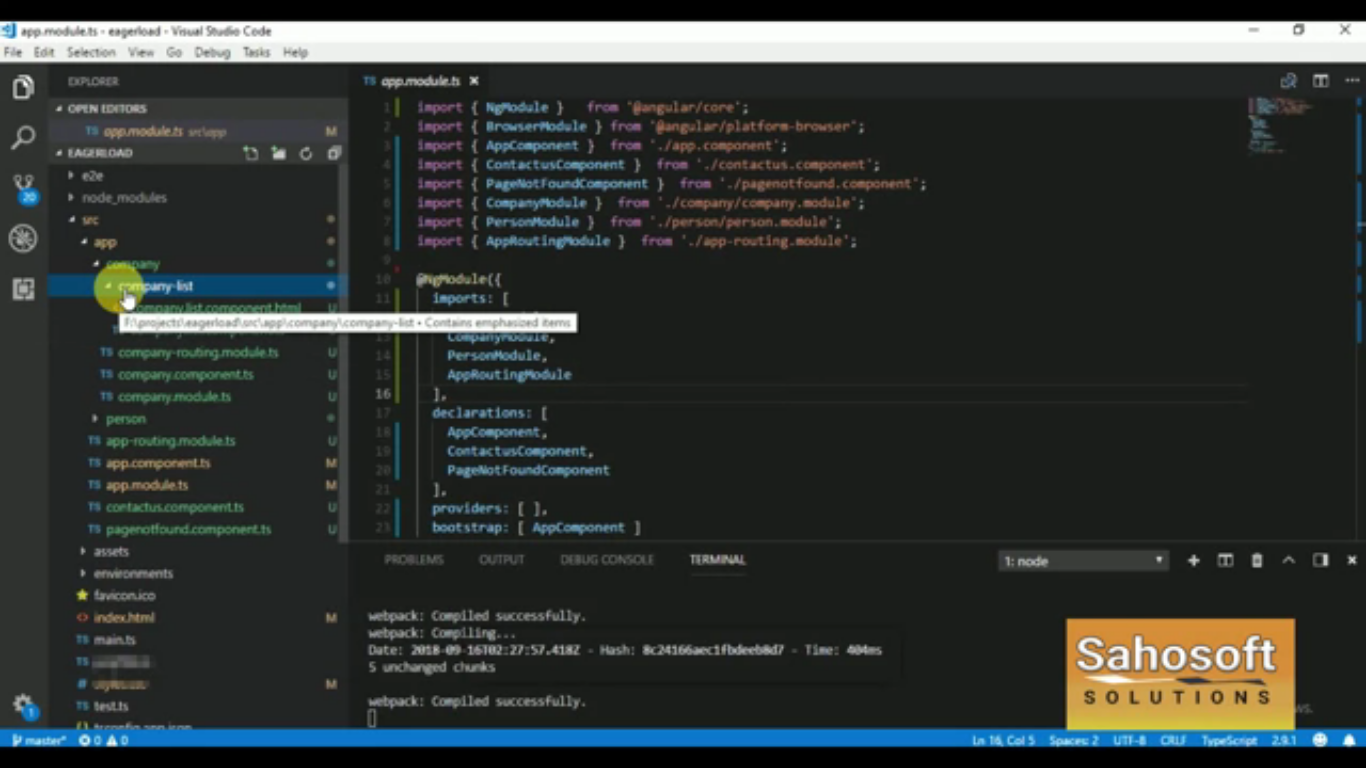 app.module.ts - eagerload - Visual Studio Code
File Edit Selection View Go Debug Tasks Help
EXPLORER
OPEN EDITORS
TS app.module.ts src\app M
EAGERLOAD
e2e
node_modules
src
app
company
company-list
company.list.component.html
F:\projects\eagerload\src\app\company\company-list • Contains emphasized items
TS company-routing.module.ts U
TS company.component.ts U
TS company.module.ts U
person
TS app-routing.module.ts U
TS app.component.ts M
TS app.module.ts M
TS contactus.component.ts U
TS pagenotfound.component.ts U
assets
environments
favicon.ico
index.html M
TS main.ts
TS
# M
TS test.ts
tsconfig.app.json
20
1
TS app.module.ts
1 import { NgModule } from '@angular/core';
2 import { BrowserModule } from '@angular/platform-browser';
3 import { AppComponent } from './app.component';
4 import { ContactusComponent } from './contactus.component';
5 import { PageNotFoundComponent } from './pagenotfound.component';
6 import { CompanyModule } from './company/company.module';
7 import { PersonModule } from './person/person.module';
8 import { AppRoutingModule } from './app-routing.module';
9
10 @NgModule({
11 imports: [
13 CompanyModule,
14 PersonModule,
15 AppRoutingModule
16 ],
17 declarations: [
18 AppComponent,
19 ContactusComponent,
20 PageNotFoundComponent
21 ],
22 providers: [ ],
23 bootstrap: [ AppComponent ]
PROBLEMS OUTPUT DEBUG CONSOLE TERMINAL 1: node
webpack: Compiled successfully.
webpack: Compiling...
Date: 2018-09-16T02:27:57.418Z - Hash: 8c24166aec1fbdeeb8d7 - Time: 404ms
5 unchanged chunks
webpack: Compiled successfully.
Sahosoft
SOLUTIONS
master* 0 0 Ln 16, Col 5 Spaces: 2 UTF-8 CRLF TypeScript 2.9.1